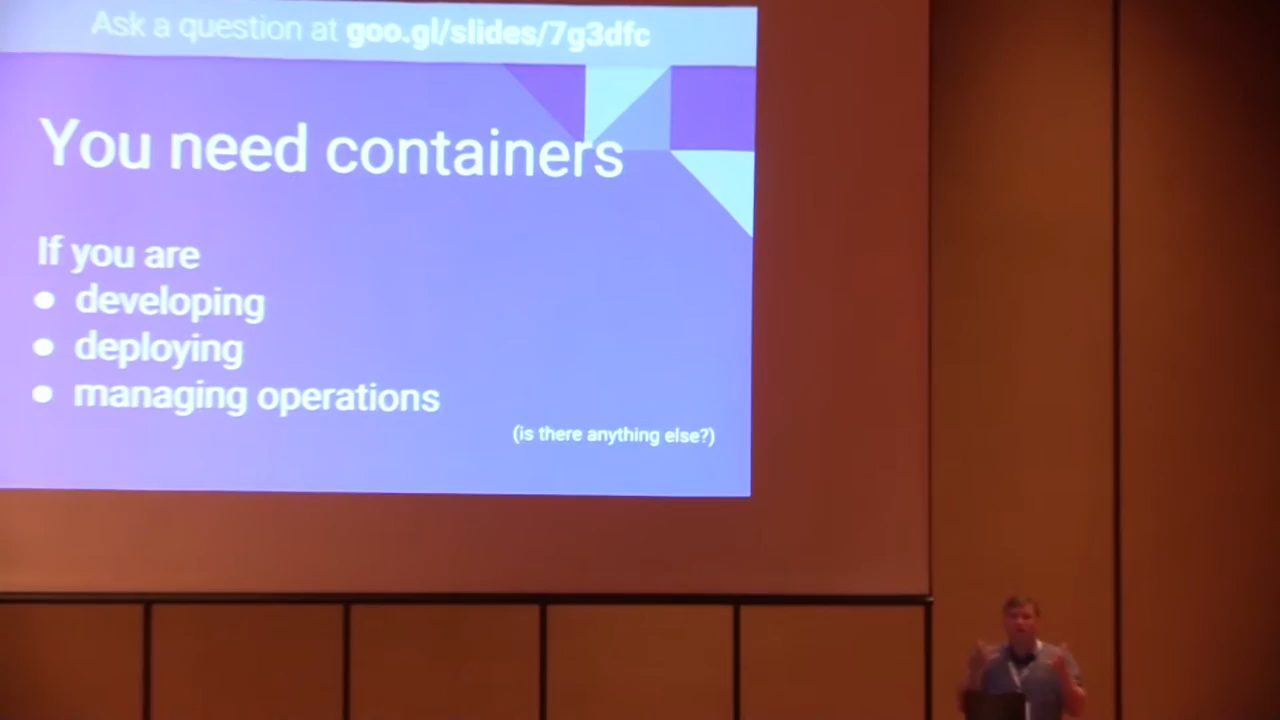 Ask a question at goo.gl/slides/7g3dfc
You need containers
If you are
● developing
● deploying
● managing operations
(is there anything else?)